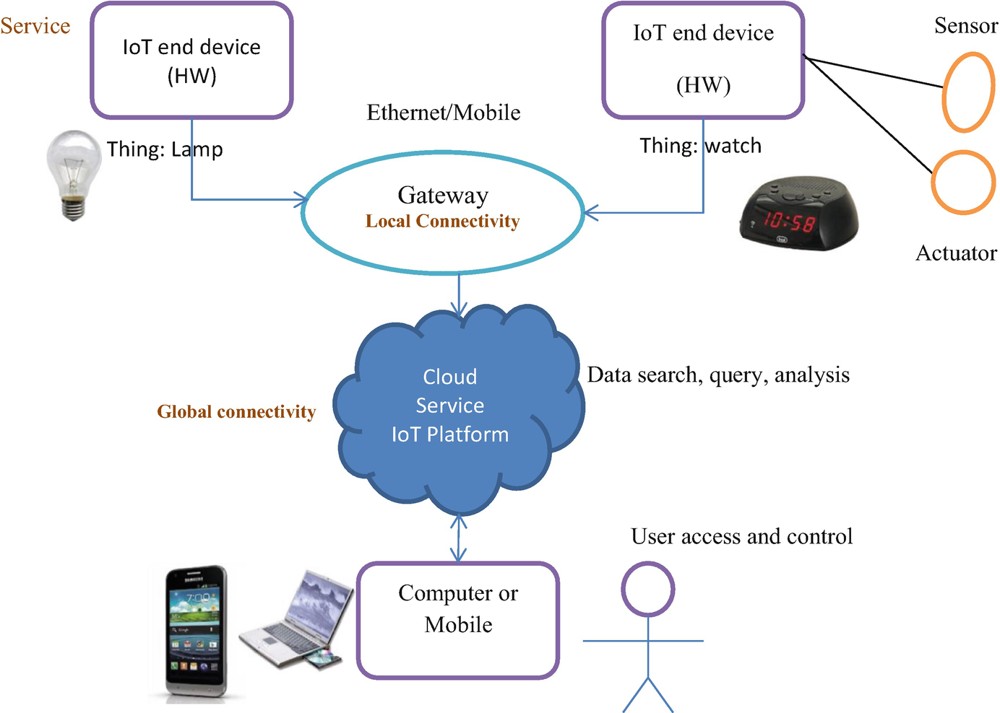 Service
IoT end device
(HW)
IoT end device
(HW)
Sensor
Ethernet/Mobile
Thing: Lamp
Thing: watch
Gateway
Local Connectivity
10:58
Actuator
Cloud
Service
IoT Platform
Data search, query, analysis
Global connectivity
User access and control
SAMSUNG
7:00
Computer or
Mobile